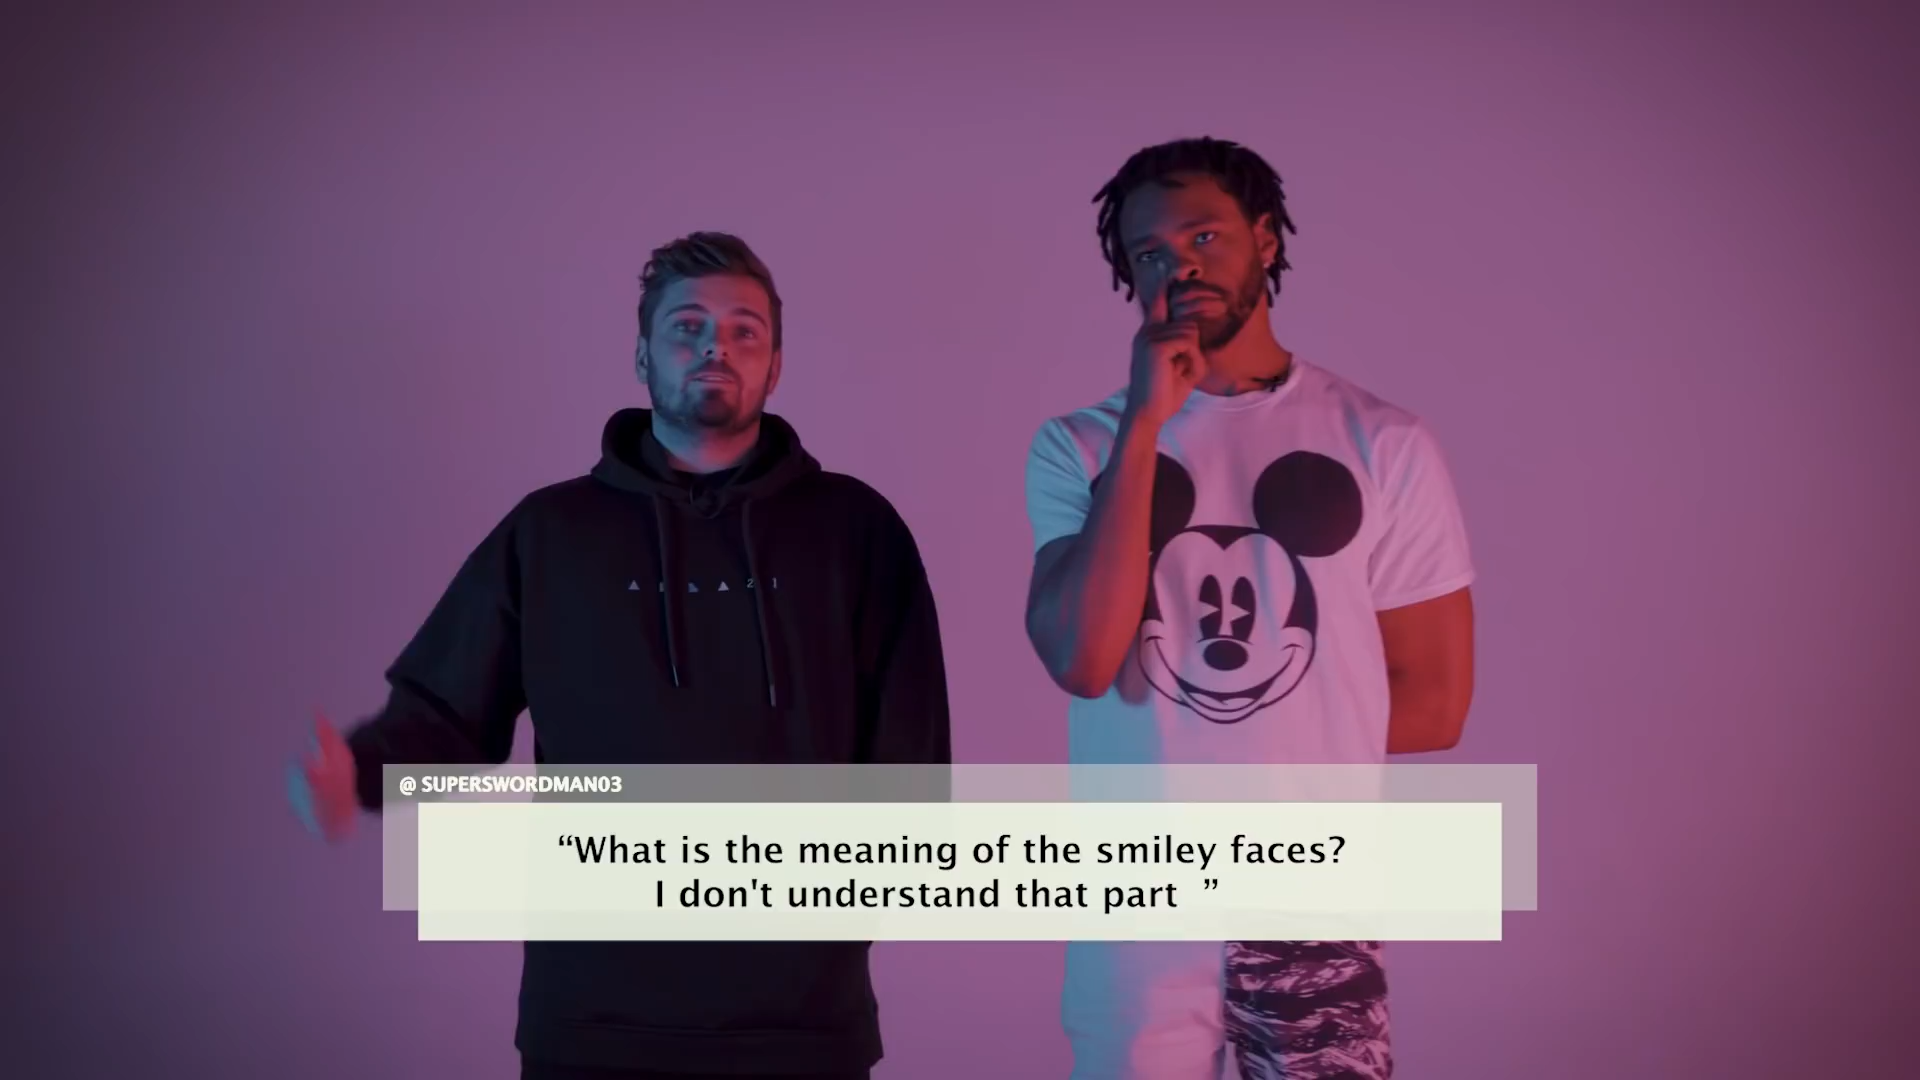 @ SUPERSWORDMAN03
“What is the meaning of the smiley faces?
I don't understand that part ”